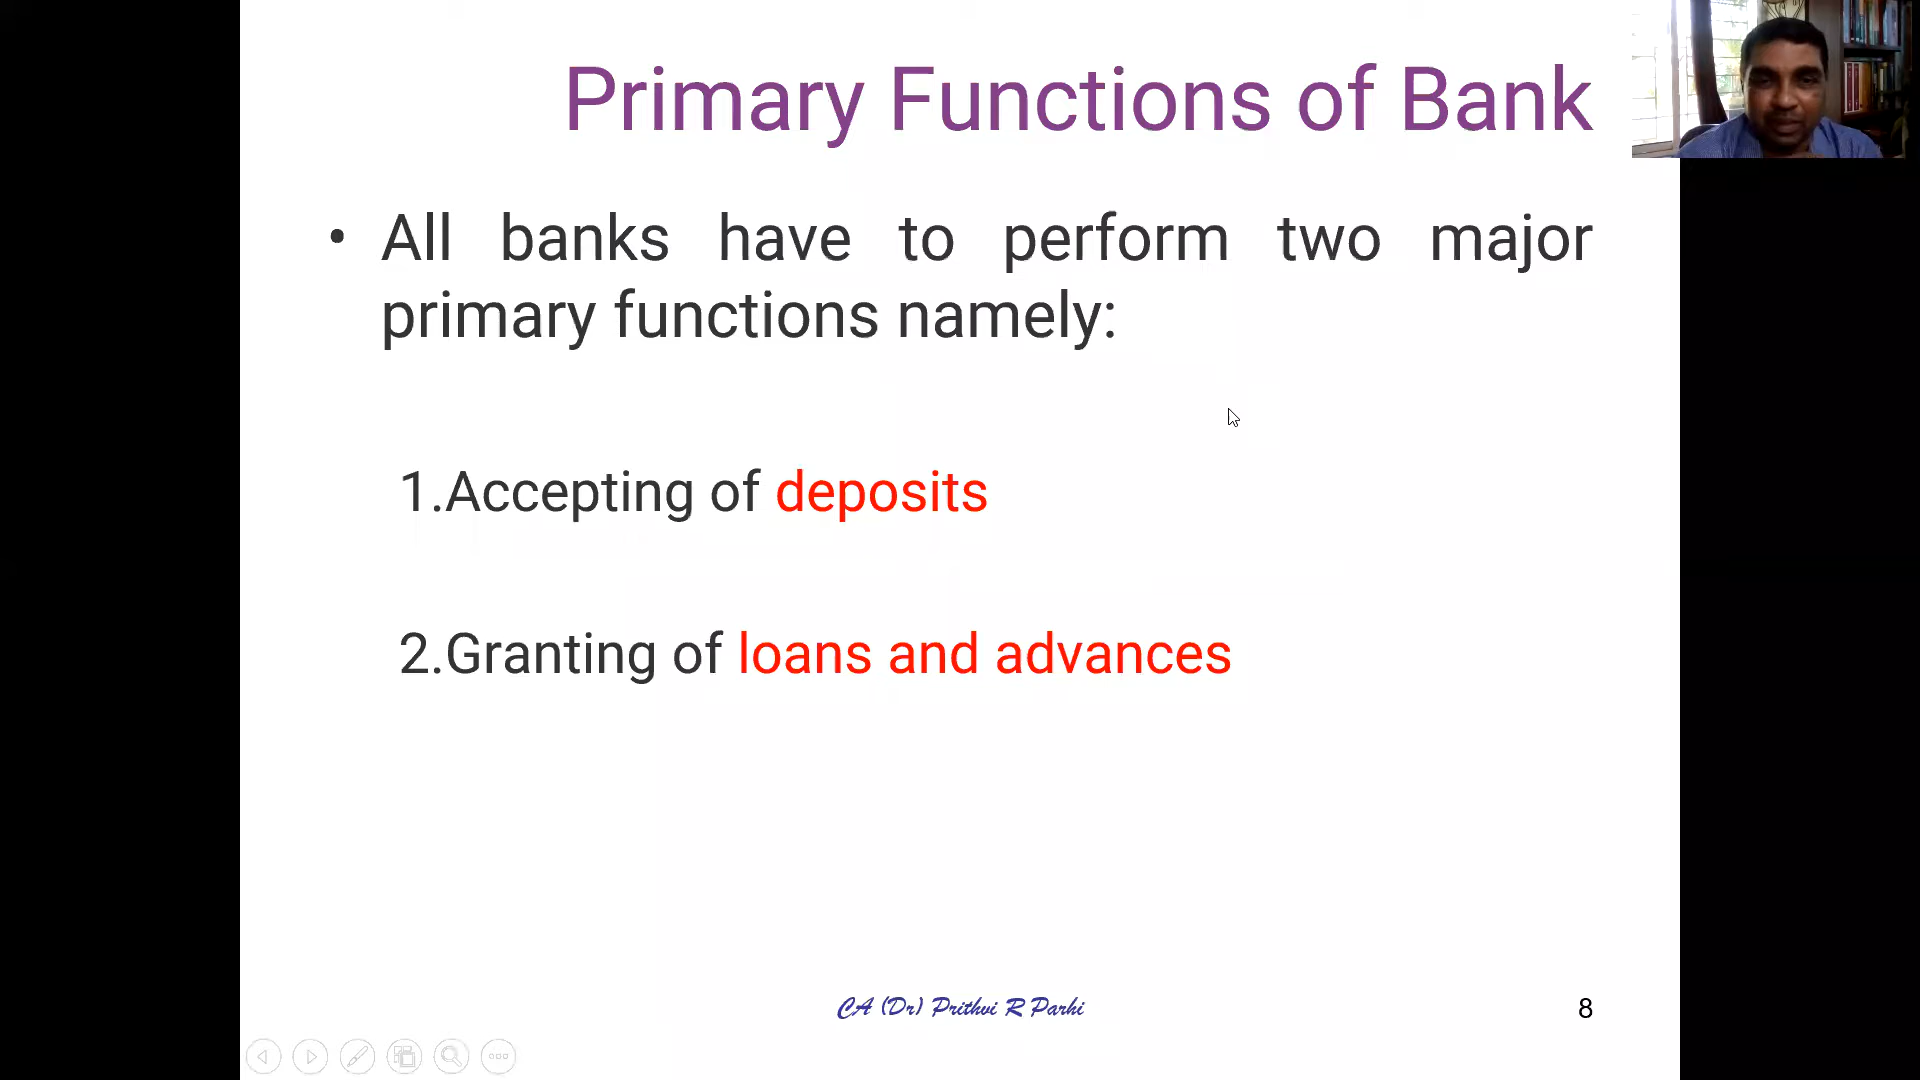 Primary Functions of Bank
• All banks have to perform two major
primary functions namely:
1.Accepting of deposits
2.Granting of loans and advances
CA (Dr) Prithvi R Parhi
8